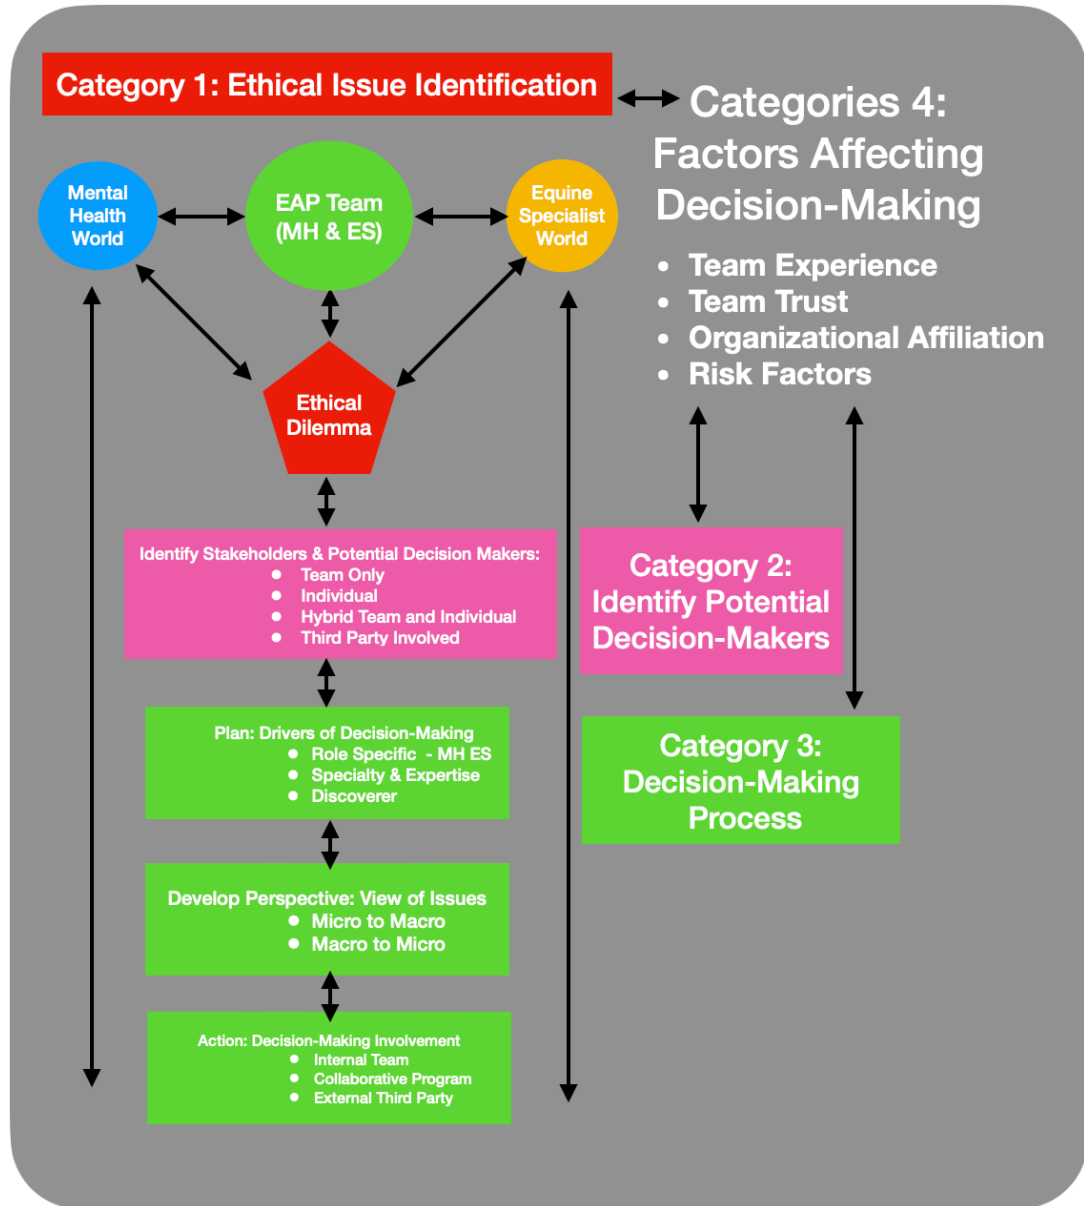 Category 1: Ethical Issue Identification
Categories 4:
Factors Affecting
Decision-Making
• Team Experience
• Team Trust
• Organizational Affiliation
• Risk Factors
Mental
Health
World
EAP Team
(MH & ES)
Equine
Specialist
World
Ethical
Dilemma
Identify Stakeholders & Potential Decision Makers:
• Team Only
• Individual
• Hybrid Team and Individual
• Third Party Involved
Category 2:
Identify Potential
Decision-Makers
Plan: Drivers of Decision-Making
• Role Specific - MH ES
• Specialty & Expertise
• Discoverer
Category 3:
Decision-Making
Process
Develop Perspective: View of Issues
• Micro to Macro
• Macro to Micro
Action: Decision-Making Involvement
• Internal Team
• Collaborative Program
• External Third Party